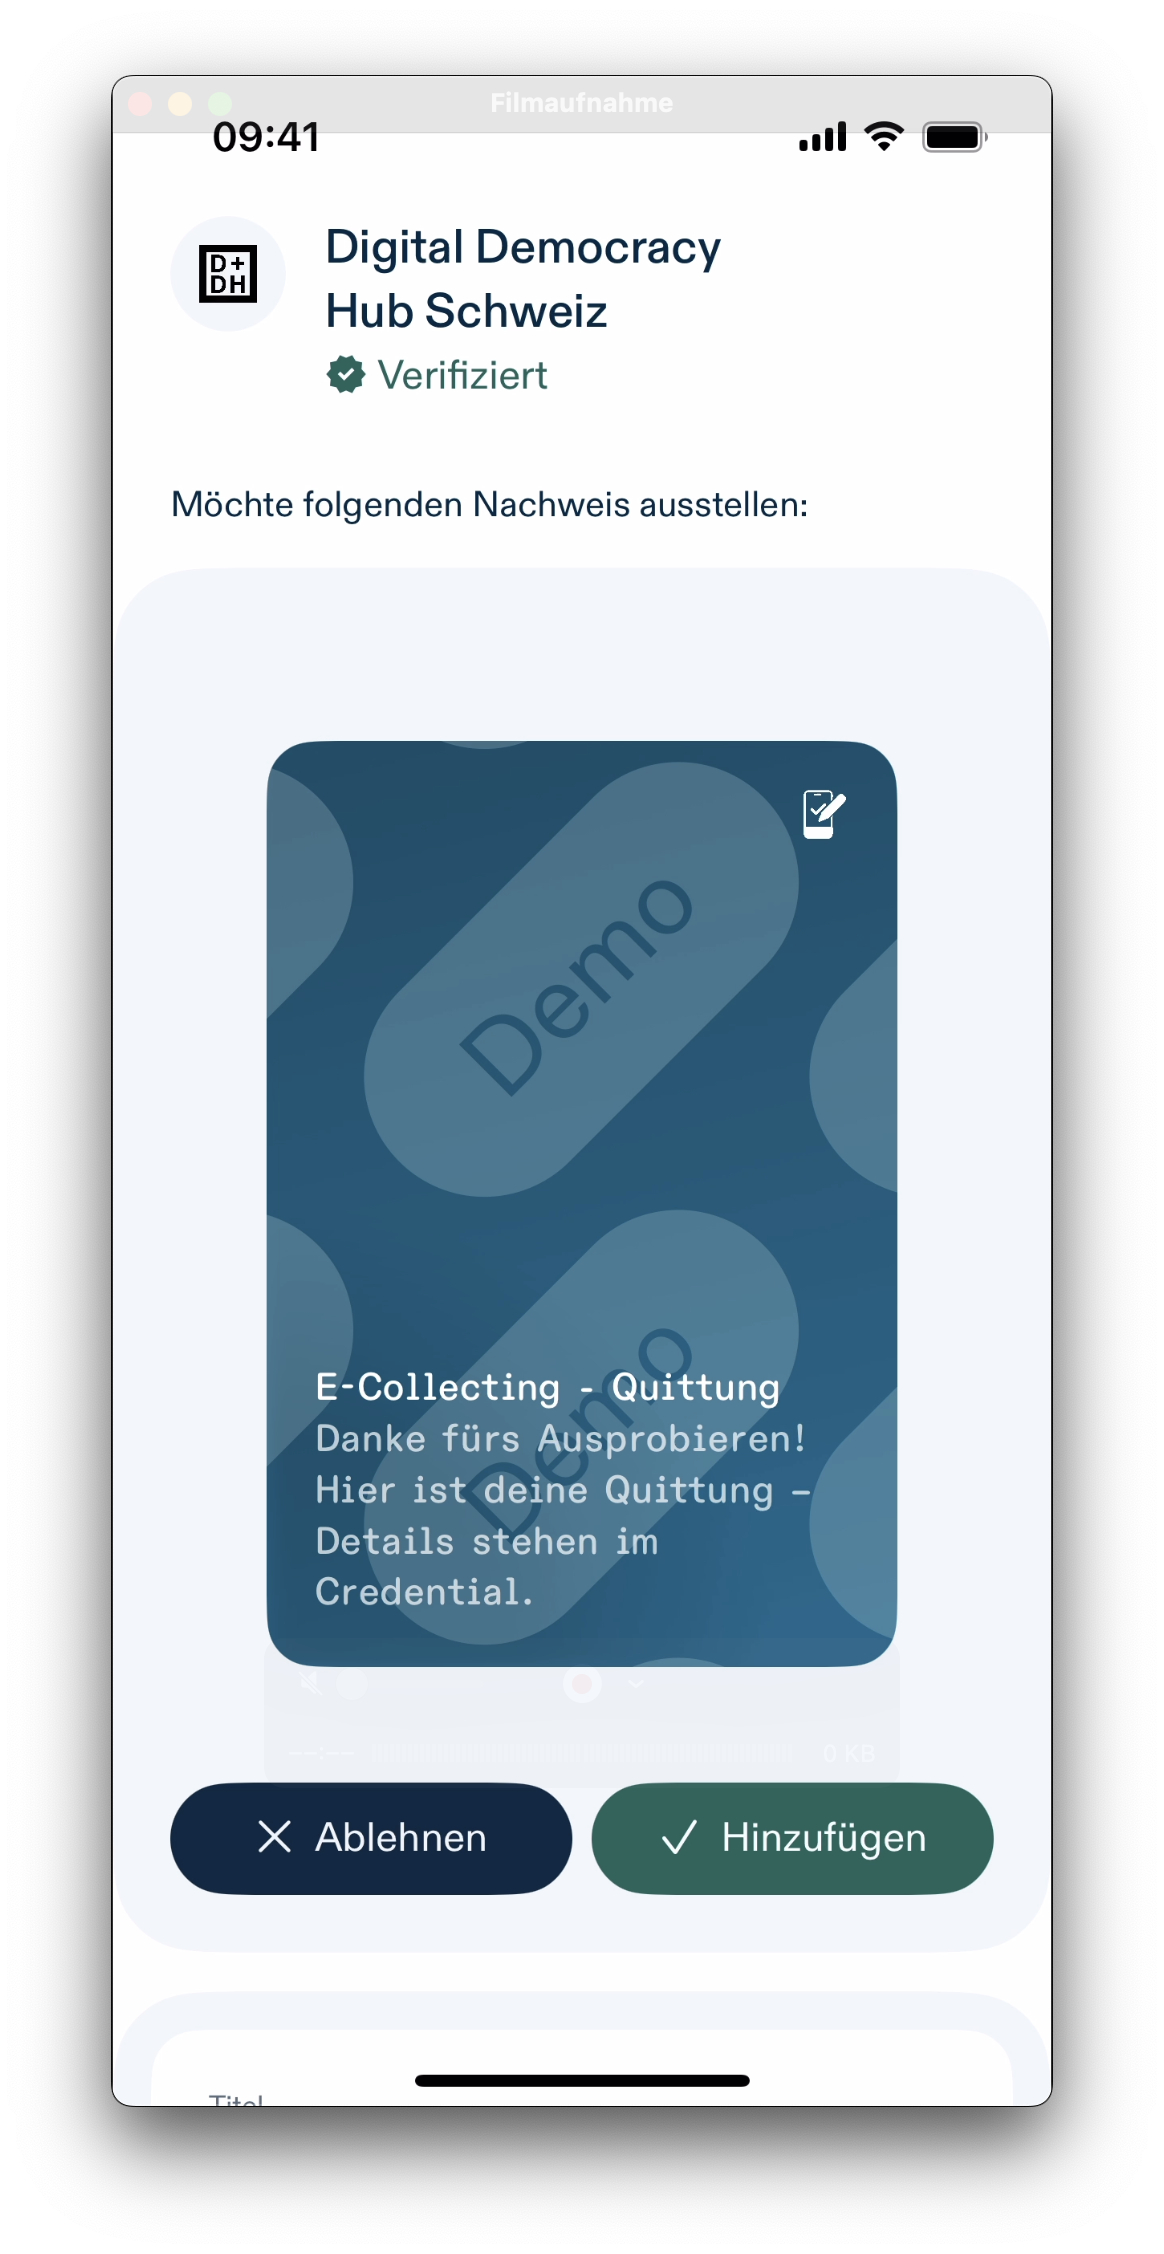 Filmaufnahme
09:41
D+
DH
Digital Democracy
Hub Schweiz
Verifiziert
Möchte folgenden Nachweis ausstellen:
Demo
Demo
E-Collecting - Quittung
Danke fürs Ausprobieren!
Hier ist deine Quittung –
Details stehen im
Credential.
--:--
0 KB
Ablehnen
Hinzufügen
Titel